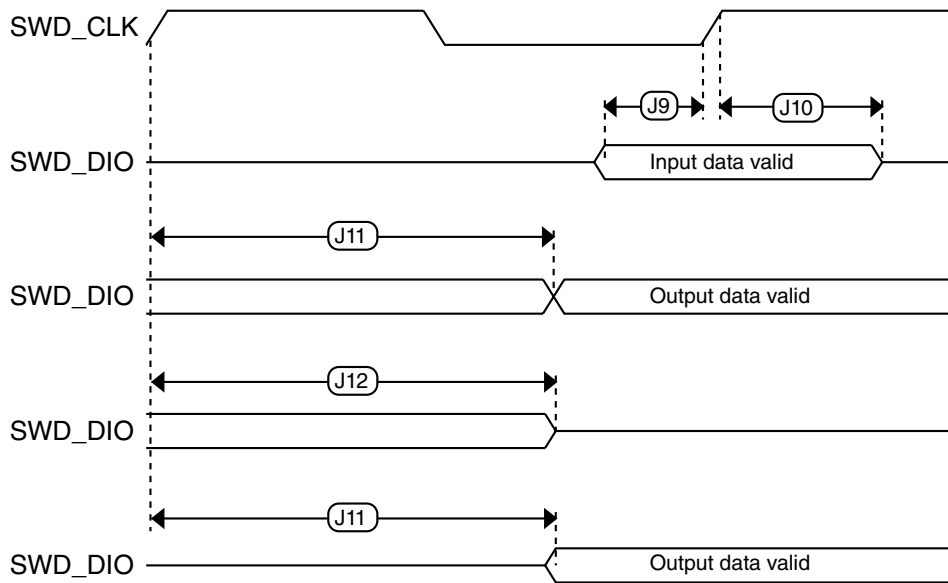 SWD_CLK
J9
J10
SWD_DIO
Input data valid
J11
SWD_DIO
Output data valid
J12
SWD_DIO
J11
SWD_DIO
Output data valid